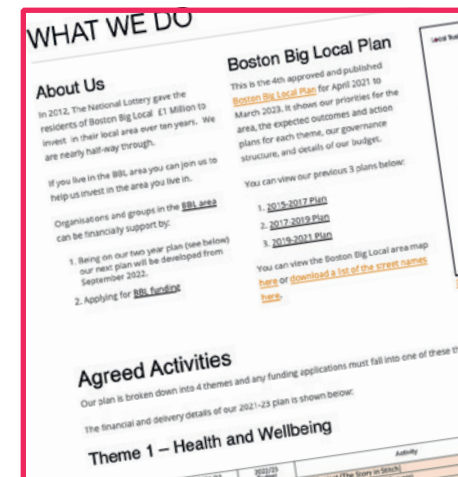 WHAT WE DO
About Us
In 2012, The National Lottery gave the
residents of Boston Big Local £1 Million to
invest in their local area over ten years. We
are nearly half-way through.
If you live in the BBL area you can join us to
help us invest in the area you live in.
Organisations and groups in the BBL area
can be financially support by:
1. Being on our two year plan (see below)
our next plan will be developed from
September 2022.
2. Applying for BBL funding
Boston Big Local Plan
This is the 4th approved and published
Boston Big Local Plan for April 2021 to
March 2023. It shows our priorities for the
area, the expected outcomes and action
plans for each theme, our governance
structure, and details of our budget.
You can view our previous 3 plans below:
1. 2015-2017 Plan
2. 2017-2019 Plan
3. 2019-2021 Plan
You can view the Boston Big Local area map
here or download a list of the street names
here.
Local
Agreed Activities
Our plan is broken down into 4 themes and any funding applications must fall into one of these
The financial and delivery details of our 2021-23 plan is shown below:
Theme 1 – Health and Wellbeing
2022/23
Activity
(The Story in Stitch)